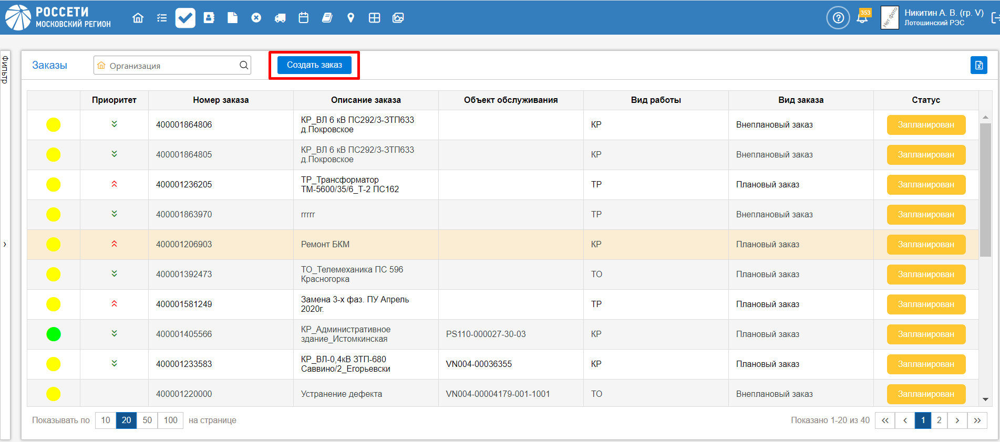 РОССЕТИ
МОСКОВСКИЙ РЕГИОН
353
Нет фото
Никитин А. В. (гр. V)
Лотошинский РЭС
Фильтр
Заказы
Организация
Создать заказ
Приоритет Номер заказа Описание заказа Объект обслуживания Вид работы Вид заказа Статус
400001864806 КР_ВЛ 6 кВ ПС292/3-ЗТП633 КР Внеплановый заказ Запланирован
д.Покровское
400001864805 КР_ВЛ 6 кВ ПС292/3-ЗТП633 КР Внеплановый заказ Запланирован
д.Покровское
400001236205 ТР_Трансформатор ТР Плановый заказ Запланирован
ТМ-5600/35/6_Т-2 ПС162
400001863970 rrrrr ТР Внеплановый заказ Запланирован
400001206903 Ремонт БКМ КР Плановый заказ Запланирован
400001392473 ТО_Телемеханика ПС 596 ТО Плановый заказ Запланирован
Красногорка
400001581249 Замена 3-х фаз. ПУ Апрель ТР Плановый заказ Запланирован
2020г.
400001405566 КР_Административное PS110-000027-30-03 КР Плановый заказ Запланирован
здание_Истомкинская
400001233583 КР_ВЛ-0,4кВ ЗТП-680 VN004-00036355 КР Плановый заказ Запланирован
Саввино/2_Егорьевски
400001220000 Устранение дефекта VN004-00004179-001-1001 ТО Внеплановый заказ Запланирован
Показывать по 10 20 50 100 на странице
Показано 1-20 из 40 1 2